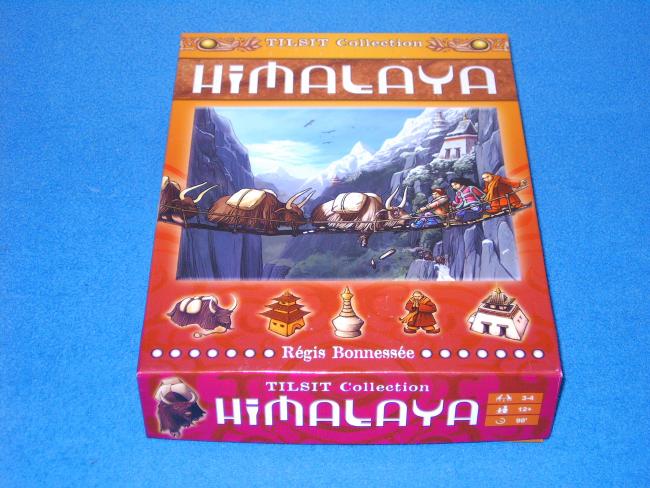 TILSIT Collection
HiMALAYA
Régis Bonnessée
TILSIT Collection
HiMALAYA
3-4
12+
90'